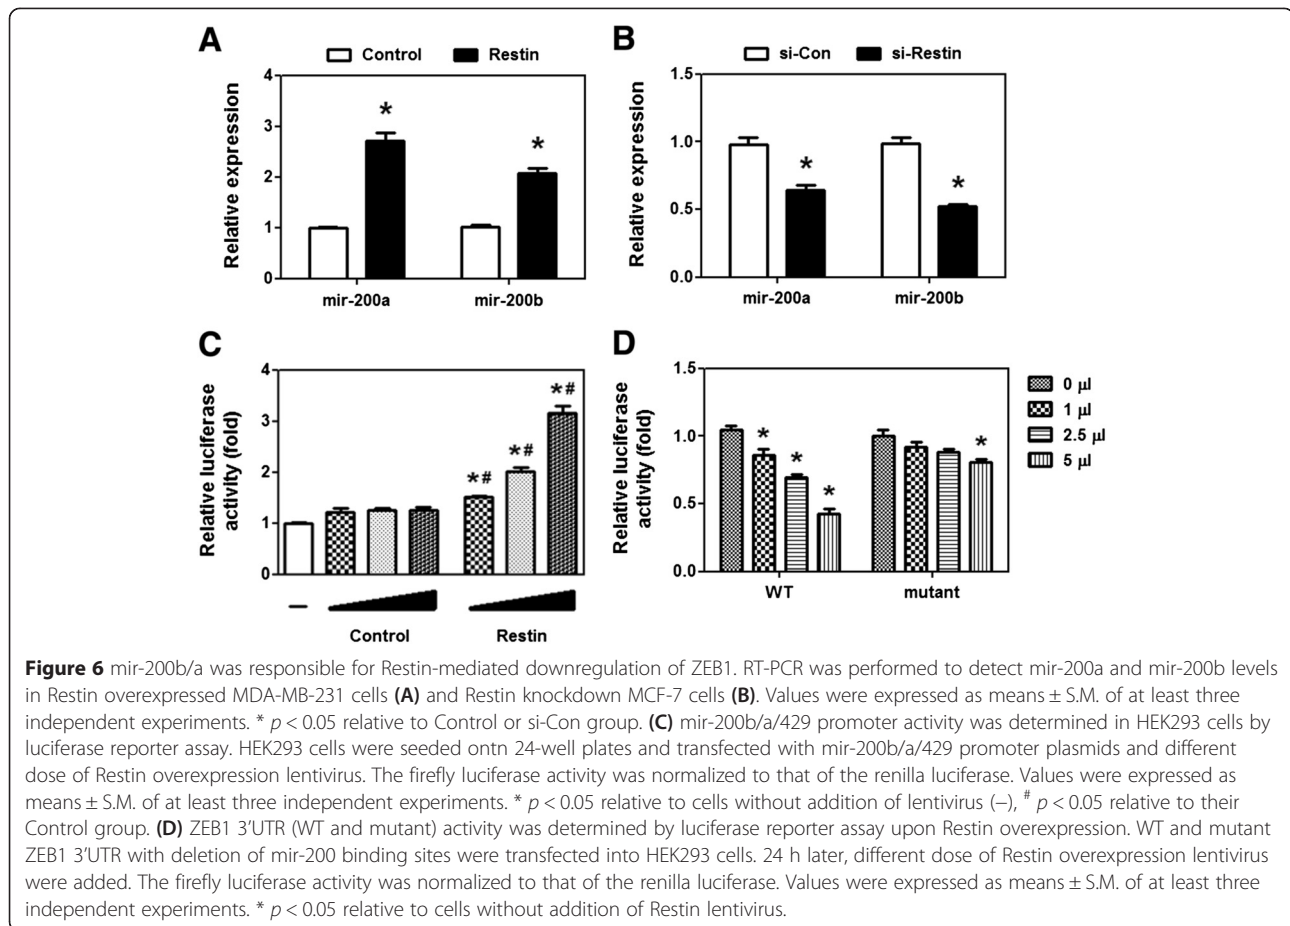 A
Control Restin
Relative expression
4
3
2
1
0
* *
mir-200a mir-200b
B
si-Con si-Restin
Relative expression
1.5
1.0
0.5
0.0
* *
mir-200a mir-200b
C
Relative luciferase
activity (fold)
4
3
2
1
0
*# *# *#
–
Control Restin
D
Relative luciferase
activity (fold)
1.5
1.0
0.5
0.0
* * * *
WT mutant
0 µl
1 µl
2.5 µl
5 µl
Figure 6 mir-200b/a was responsible for Restin-mediated downregulation of ZEB1. RT-PCR was performed to detect mir-200a and mir-200b levels
in Restin overexpressed MDA-MB-231 cells (A) and Restin knockdown MCF-7 cells (B). Values were expressed as means ± S.M. of at least three
independent experiments. * p < 0.05 relative to Control or si-Con group. (C) mir-200b/a/429 promoter activity was determined in HEK293 cells by
luciferase reporter assay. HEK293 cells were seeded ontn 24-well plates and transfected with mir-200b/a/429 promoter plasmids and different
dose of Restin overexpression lentivirus. The firefly luciferase activity was normalized to that of the renilla luciferase. Values were expressed as
means ± S.M. of at least three independent experiments. * p < 0.05 relative to cells without addition of lentivirus (−), # p < 0.05 relative to their
Control group. (D) ZEB1 3’UTR (WT and mutant) activity was determined by luciferase reporter assay upon Restin overexpression. WT and mutant
ZEB1 3’UTR with deletion of mir-200 binding sites were transfected into HEK293 cells. 24 h later, different dose of Restin overexpression lentivirus
were added. The firefly luciferase activity was normalized to that of the renilla luciferase. Values were expressed as means ± S.M. of at least three
independent experiments. * p < 0.05 relative to cells without addition of Restin lentivirus.